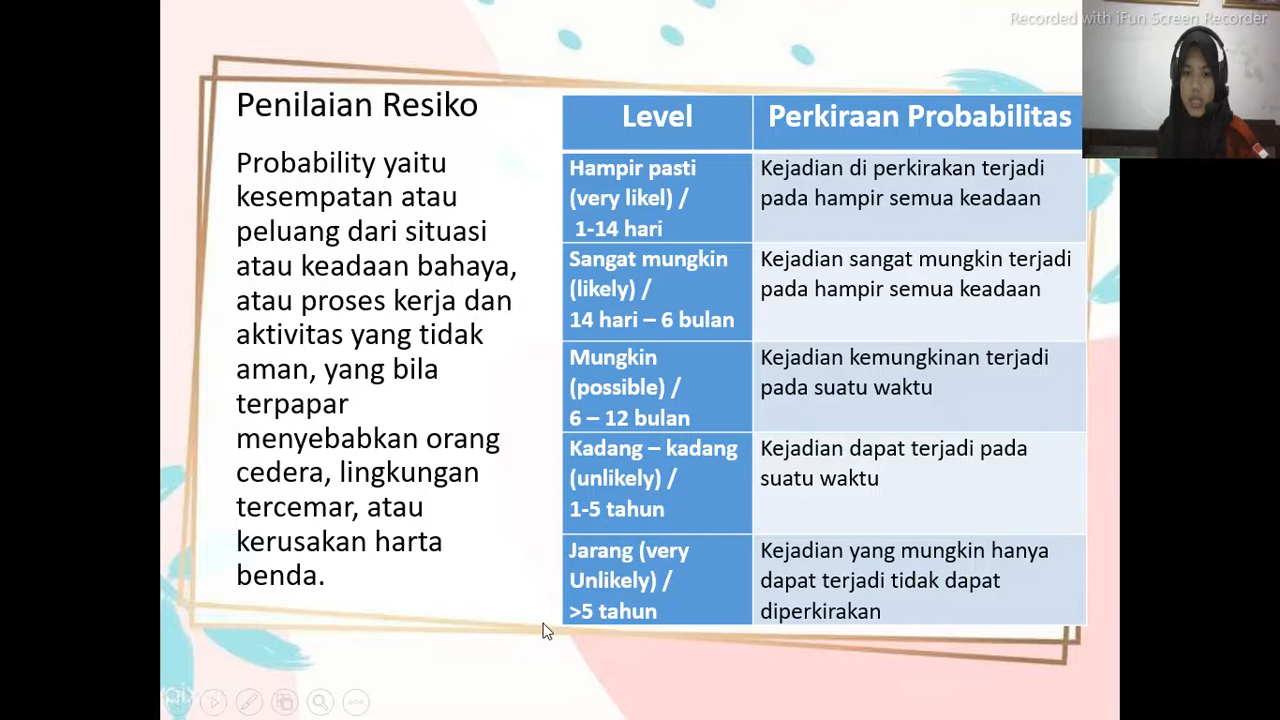 Recorded with iFun Screen Recorder
Penilaian Resiko
Probability yaitu
kesempatan atau
peluang dari situasi
atau keadaan bahaya,
atau proses kerja dan
aktivitas yang tidak
aman, yang bila
terpapar
menyebabkan orang
cedera, lingkungan
tercemar, atau
kerusakan harta
benda.
Level
Perkiraan Probabilitas
Hampir pasti
(very likel) /
1-14 hari
Kejadian di perkirakan terjadi
pada hampir semua keadaan
Sangat mungkin
(likely) /
14 hari – 6 bulan
Kejadian sangat mungkin terjadi
pada hampir semua keadaan
Mungkin
(possible) /
6 – 12 bulan
Kejadian kemungkinan terjadi
pada suatu waktu
Kadang – kadang
(unlikely) /
1-5 tahun
Kejadian dapat terjadi pada
suatu waktu
Jarang (very
Unlikely) /
>5 tahun
Kejadian yang mungkin hanya
dapat terjadi tidak dapat
diperkirakan